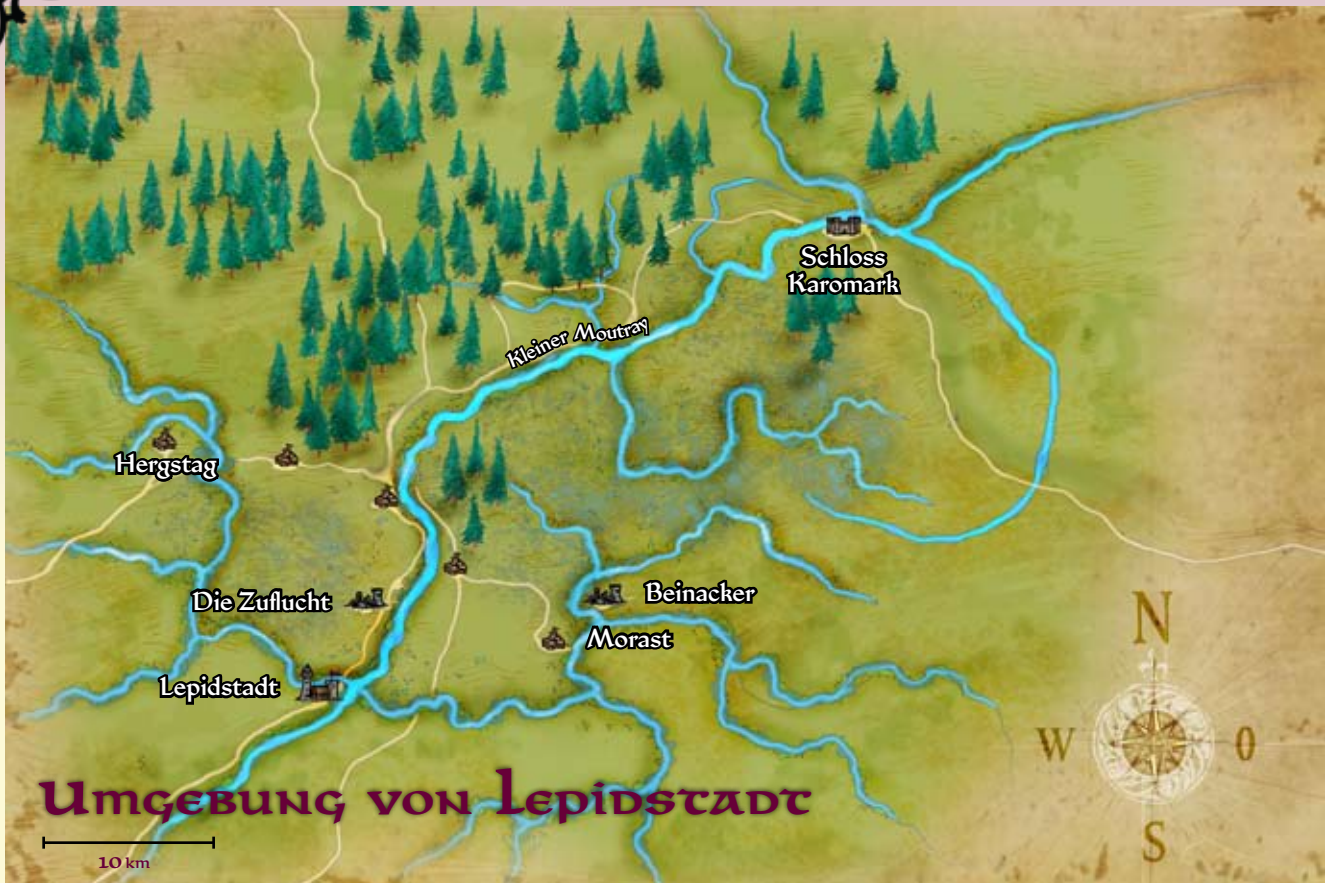 Schloss
Karomark
Kleiner Moutray
Hergstag
Die Zuflucht
Beinacker
Morast
Lepidstadt
N
W
O
S
Umgebung von Lepidstadt
10 km